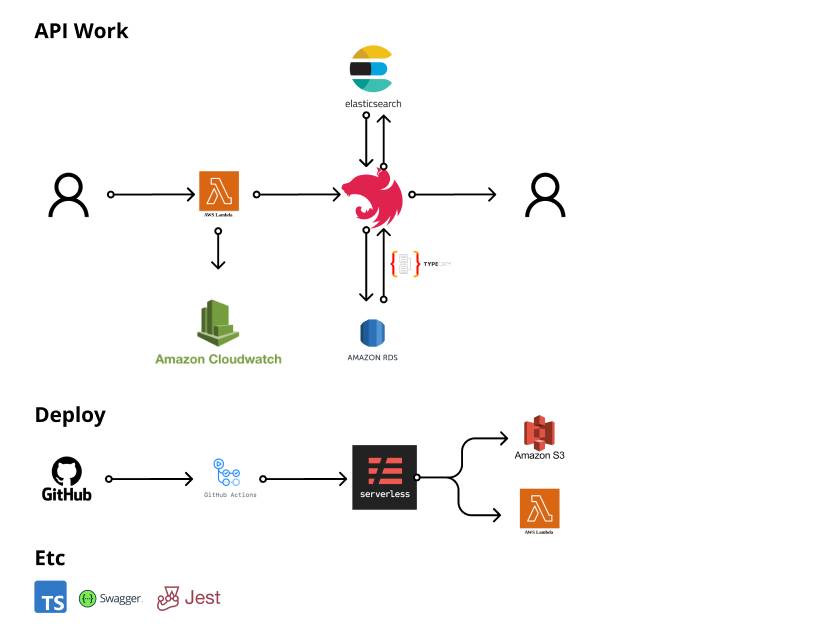 API Work
elasticsearch
AWS Lambda
TYPEORM
Amazon Cloudwatch
AMAZON RDS
Deploy
GitHub
GitHub Actions
serverless
Amazon S3
AWS Lambda
Etc
TS
Swagger.
Jest